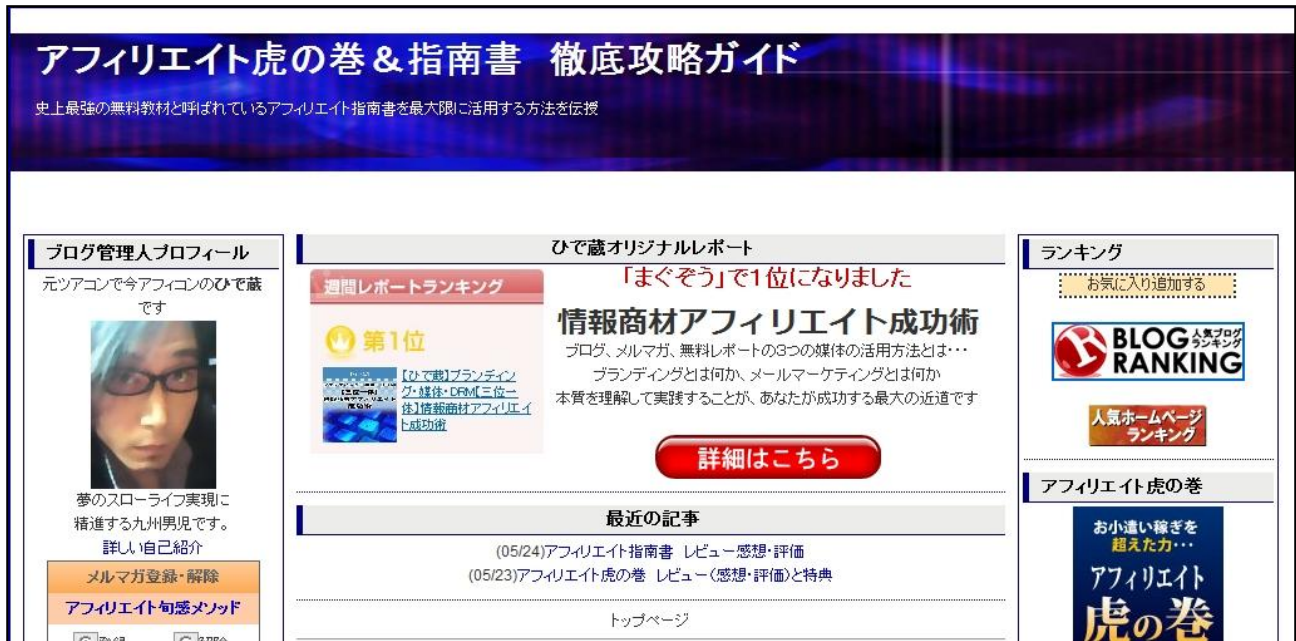 アフィリエイト虎の巻＆指南書　徹底攻略ガイド
史上最強の無料教材と呼ばれているアフィリエイト指南書を最大限に活用する方法を伝授
ブログ管理人プロフィール
元ツアコンで今アフィコンのひで蔵
です
夢のスローライフ実現に
精進する九州男児です。
詳しい自己紹介
メルマガ登録・解除
アフィリエイト旬感メソッド
ひで蔵オリジナルレポート
週間レポートランキング
第1位
【ひで蔵】ブランディン
グ・媒体・DRM【三位一
体】情報商材アフィリエイ
ト成功術
「まぐぞう」で1位になりました
情報商材アフィリエイト成功術
ブログ、メルマガ、無料レポートの3つの媒体の活用方法とは・・・
ブランディングとは何か、メールマーケティングとは何か
本質を理解して実践することが、あなたが成功する最大の近道です
詳細はこちら
最近の記事
(05/24)アフィリエイト指南書 レビュー感想・評価
(05/23)アフィリエイト虎の巻 レビュー（感想・評価）と特典
トップページ
ランキング
お気に入り追加する
BLOG 人気ブログ
ランキング
RANKING
人気ホームページ
ランキング
アフィリエイト虎の巻
お小遣い稼ぎを
超えた力・・・
アフィリエイト
虎の巻